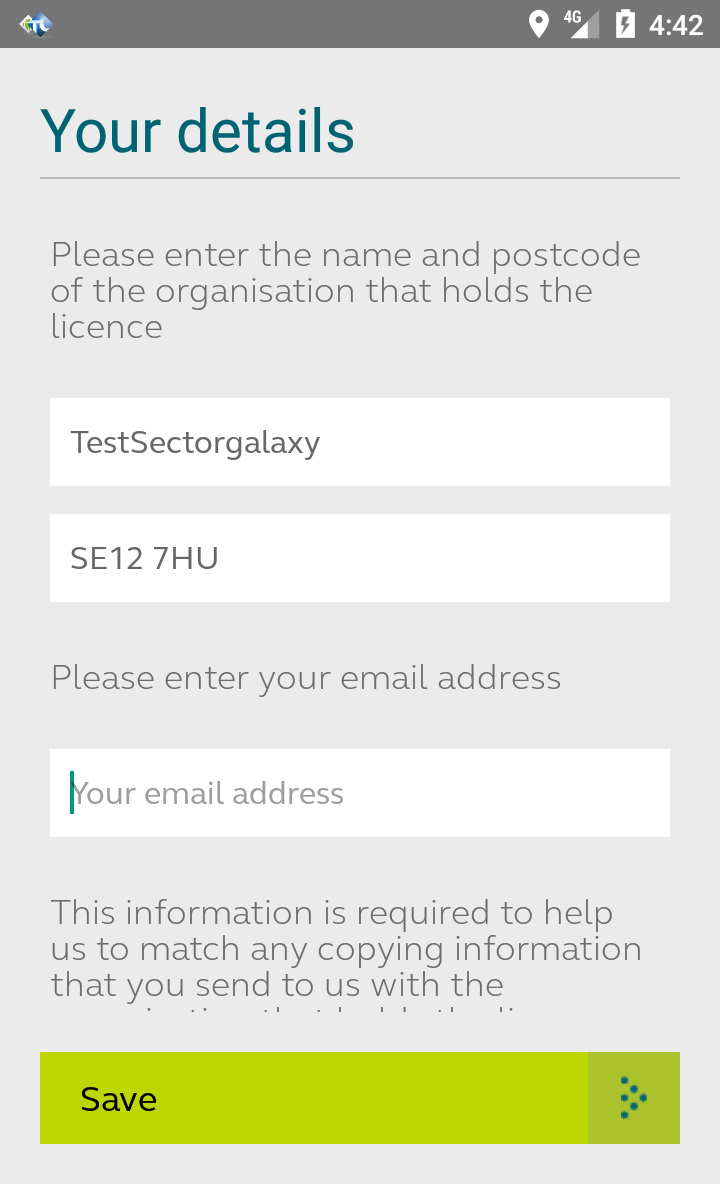 4G 4:42
Your details
Please enter the name and postcode
of the organisation that holds the
licence
TestSectorgalaxy
SE12 7HU
Please enter your email address
Your email address
This information is required to help
us to match any copying information
that you send to us with the
Save